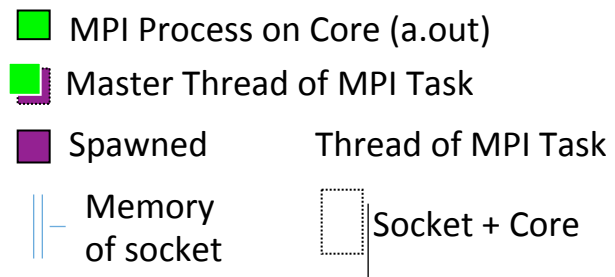 MPI Process on Core (a.out)
Master Thread of MPI Task
Spawned Thread of MPI Task
Memory
of socket
Socket + Core